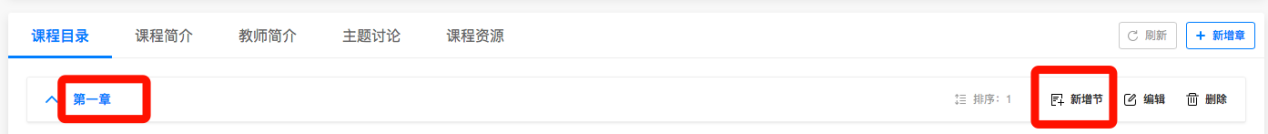 课程目录 课程简介 教师简介 主题讨论 课程资源 刷新 + 新增章
第一章 排序：1 新增节 编辑 删除